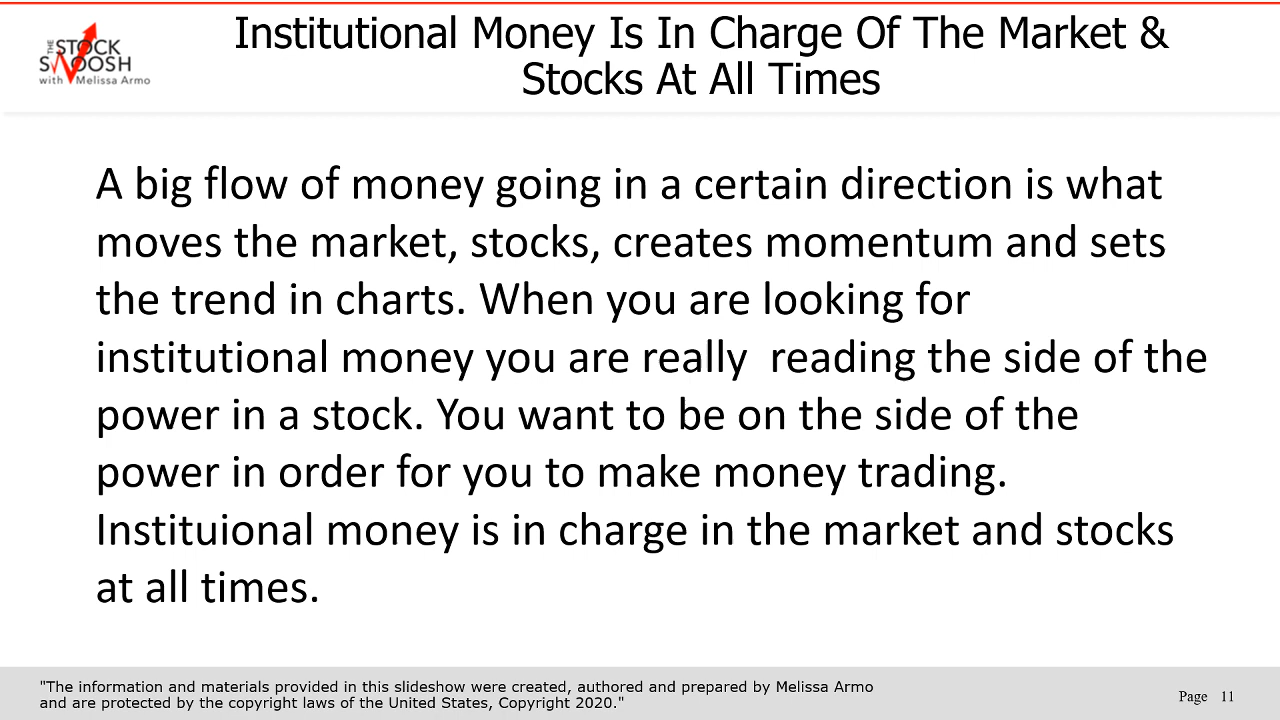 Institutional Money Is In Charge Of The Market &
Stocks At All Times
THE
STOCK
SWOOSH
with Melissa Armo
A big flow of money going in a certain direction is what
moves the market, stocks, creates momentum and sets
the trend in charts. When you are looking for
institutional money you are really  reading the side of the
power in a stock. You want to be on the side of the
power in order for you to make money trading.
Instituional money is in charge in the market and stocks
at all times.
"The information and materials provided in this slideshow were created, authored and prepared by Melissa Armo
and are protected by the copyright laws of the United States, Copyright 2020."
Page 11